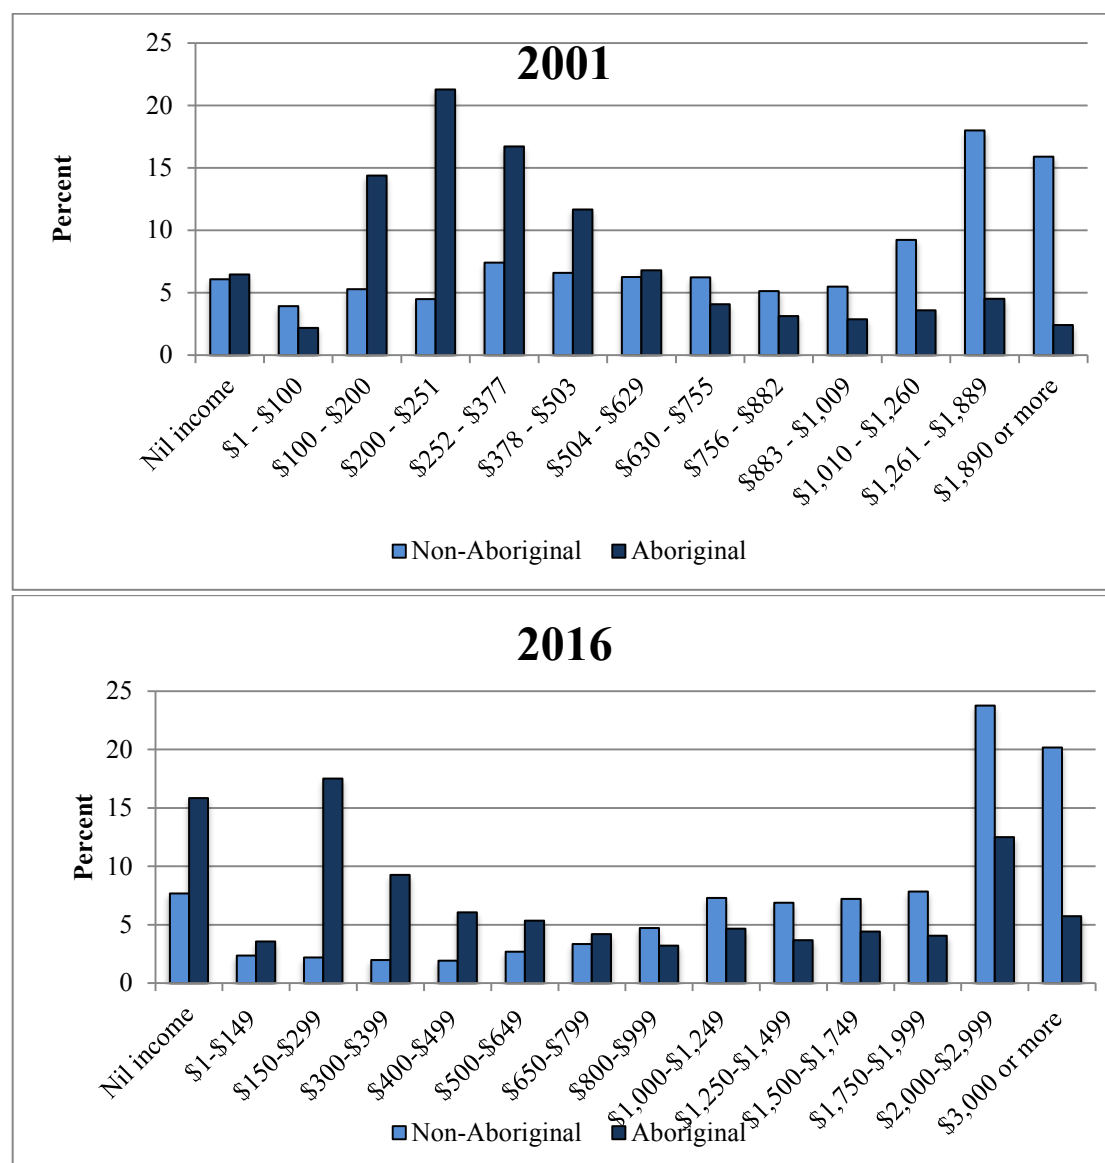 2001
Percent
25
20
15
10
5
0
Nil income
$1 - $100
$100 - $200
$200 - $251
$252 - $377
$378 - $503
$504 - $629
$630 - $755
$756 - $882
$883 - $1,009
$1,010 - $1,260
$1,261 - $1,889
$1,890 or more
Non-Aboriginal Aboriginal
2016
Percent
25
20
15
10
5
0
Nil income
$1-$149
$150-$299
$300-$399
$400-$499
$500-$649
$650-$799
$800-$999
$1,000-$1,249
$1,250-$1,499
$1,500-$1,749
$1,750-$1,999
$2,000-$2,999
$3,000 or more
Non-Aboriginal Aboriginal